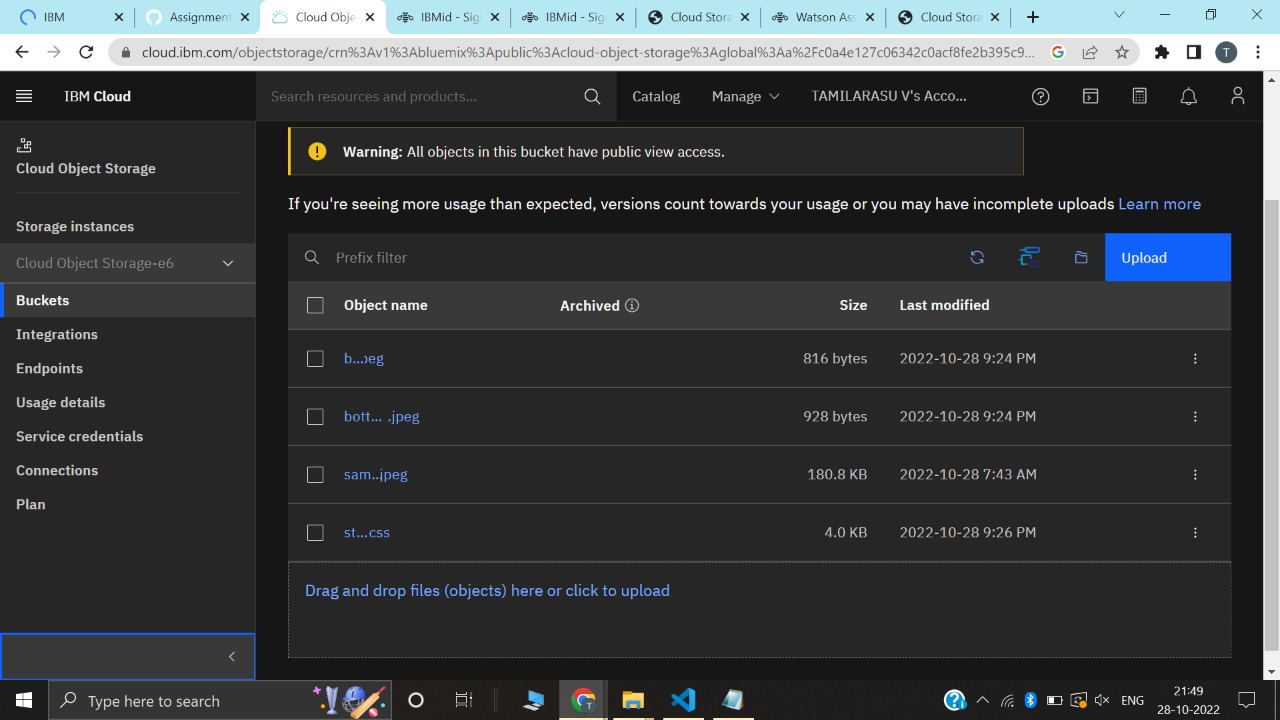 IBM
Assignment
Cloud Obje
IBMid - Sig
IBMid - Sig
Cloud Stora
Watson Ass
Cloud Stora
cloud.ibm.com/objectstorage/crn%3Av1%3Abluemix%3Apublic%3Acloud-object-storage%3Aglobal%3Aa%2Fc0a4e127c06342c0acf8fe2b395c9...
T
IBM Cloud
Search resources and products...
Catalog
Manage
TAMILARASU V's Acco...
Cloud Object Storage
Storage instances
Cloud Object Storage-e6
Buckets
Integrations
Endpoints
Usage details
Service credentials
Connections
Plan
Warning: All objects in this bucket have public view access.
If you're seeing more usage than expected, versions count towards your usage or you may have incomplete uploads Learn more
Prefix filter
Upload
Object name Archived Size Last modified
b...peg 816 bytes 2022-10-28 9:24 PM
bott... .jpeg 928 bytes 2022-10-28 9:24 PM
sam...jpeg 180.8 KB 2022-10-28 7:43 AM
st...css 4.0 KB 2022-10-28 9:26 PM
Drag and drop files (objects) here or click to upload
Type here to search
ENG
21:49
28-10-2022